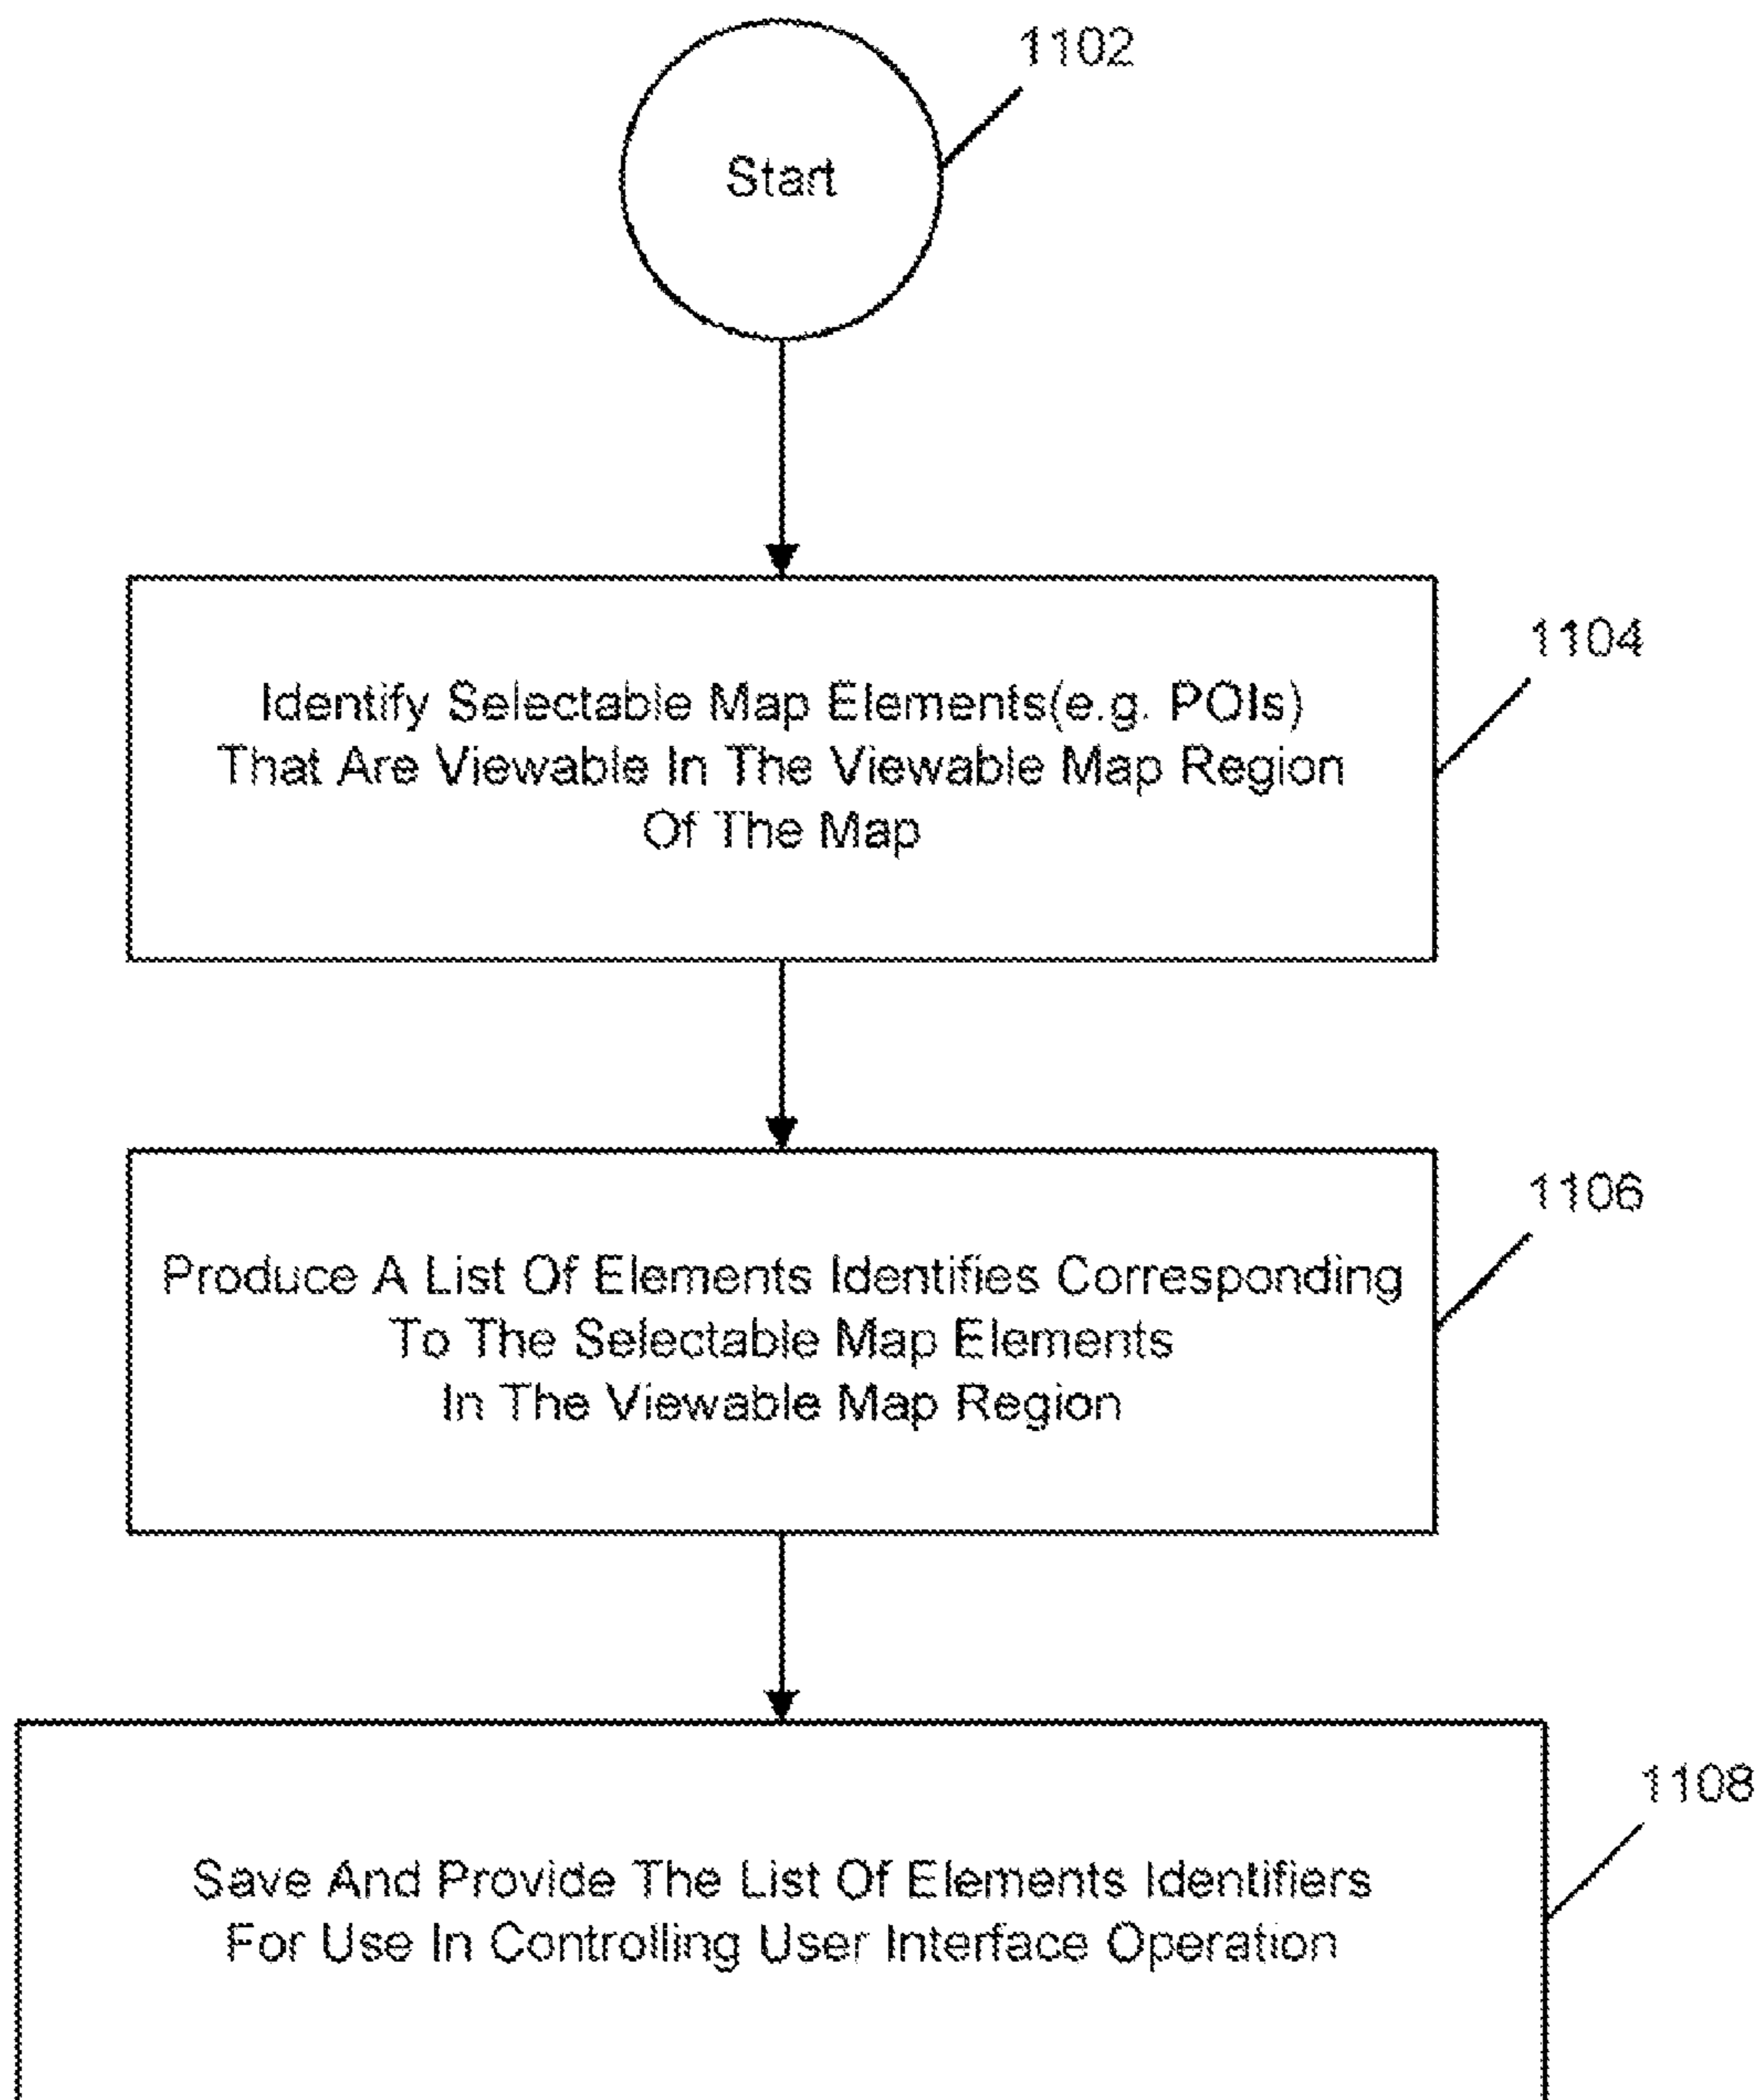 1102
Start
1104
Identify Selectable Map Elements(e.g. POIs)
That Are Viewable In The Viewable Map Region
Of The Map
1106
Produce A List Of Elements Identifies Corresponding
To The Selectable Map Elements
In The Viewable Map Region
1108
Save And Provide The List Of Elements Identifiers
For Use In Controlling User Interface Operation